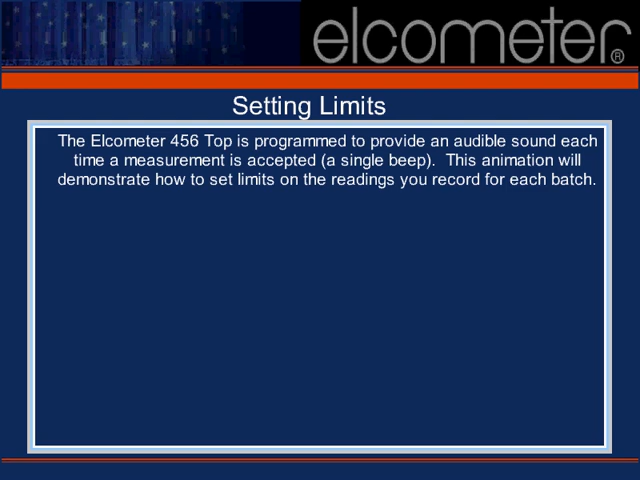 elcometer®
Setting Limits
The Elcometer 456 Top is programmed to provide an audible sound each
time a measurement is accepted (a single beep).  This animation will
demonstrate how to set limits on the readings you record for each batch.